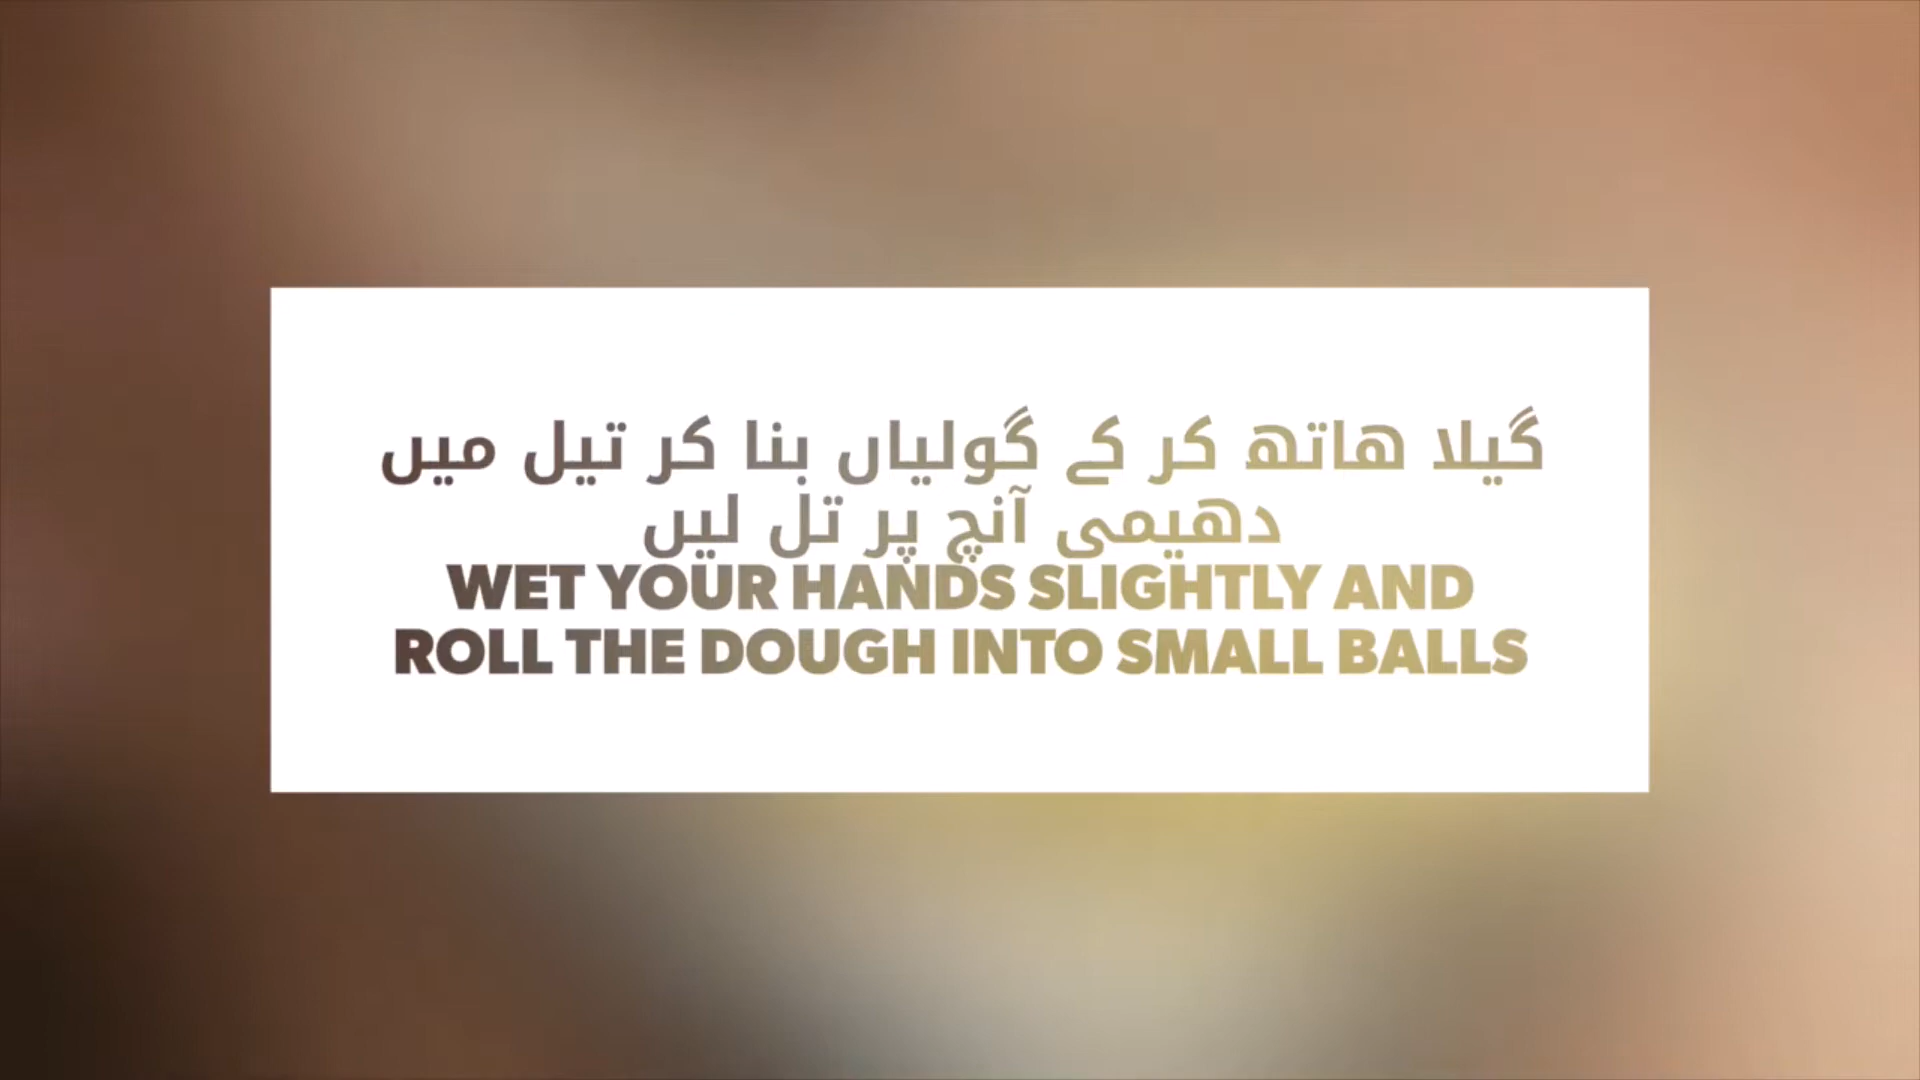 گیلا ھاتھ کر کے گولیاں بنا کر تیل میں
دھیمی آنچ پر تل لیں
WET YOUR HANDS SLIGHTLY AND
ROLL THE DOUGH INTO SMALL BALLS